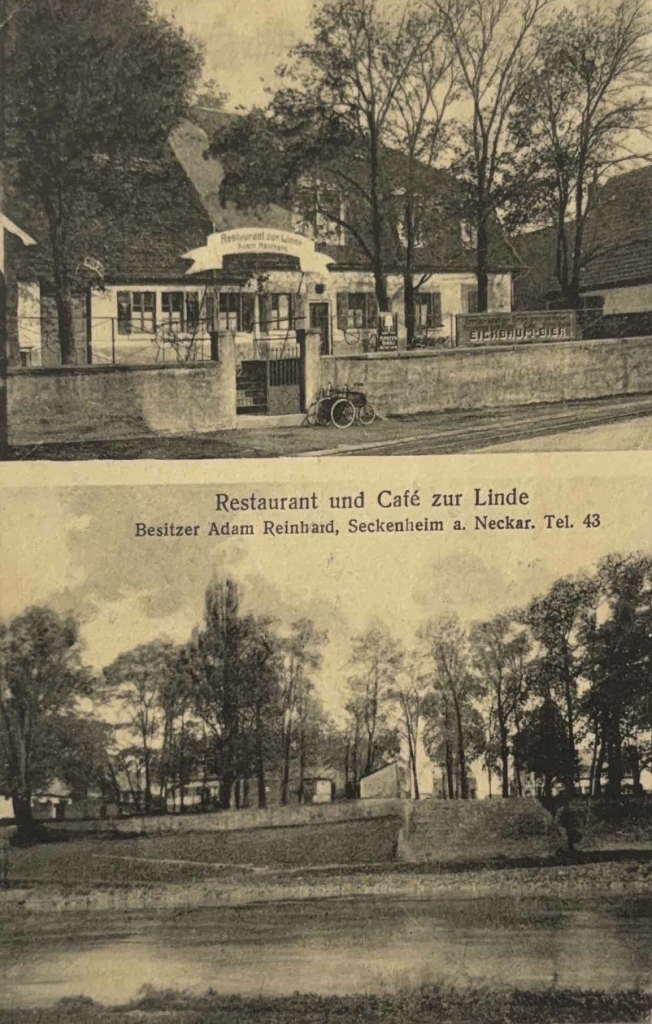 Restaurant zur Linde
Adam Reinhard
EICHBAUM-BIER
Restaurant und Café zur Linde
Besitzer Adam Reinhard, Seckenheim a. Neckar. Tel. 43